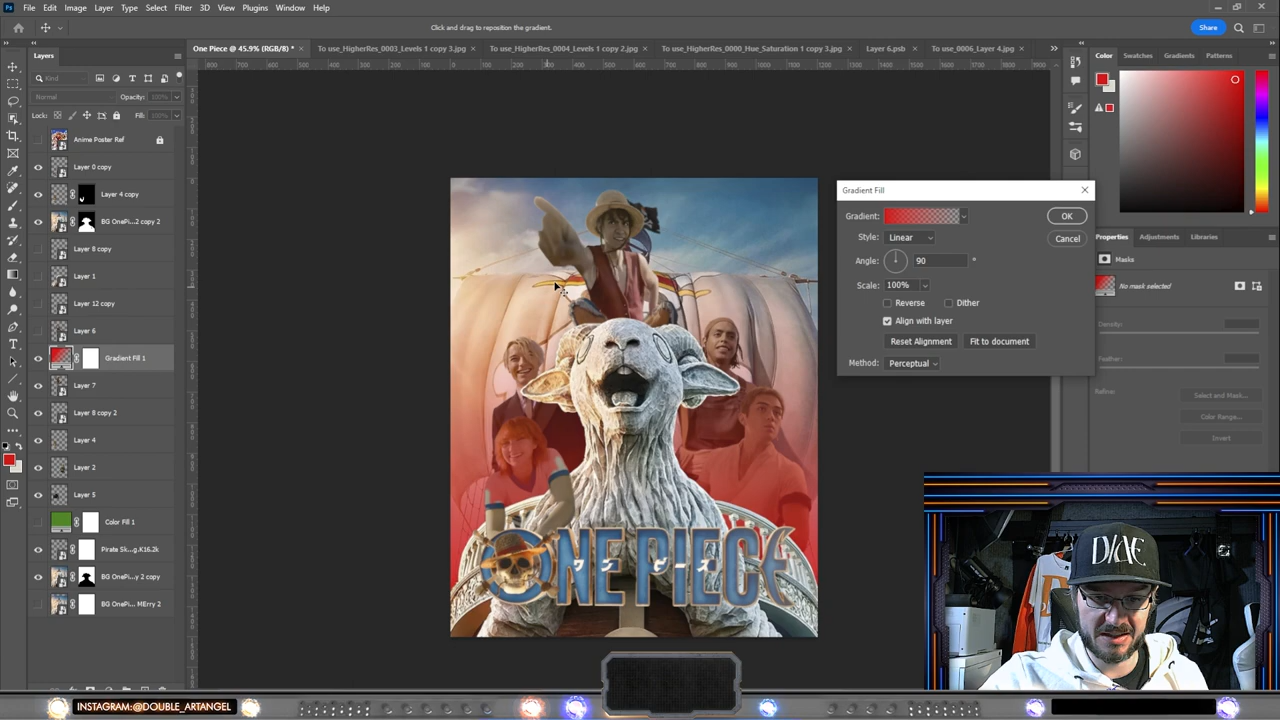 Ps File Edit Image Layer Type Select Filter 3D View Plugins Window Help
Click and drag to reposition the gradient.
Share
Layers
One Piece @ 45.9% (RGB/8) *
To use_HigherRes_0003_Levels 1 copy 3.jpg
To use_HigherRes_0004_Levels 1 copy 2.jpg
To use_HigherRes_0000_Hue_Saturation 1 copy 3.jpg
Layer 6.psb
To use_0006_Layer 4.jpg
Color Swatches Gradients Patterns
Kind
Normal
Opacity: 100%
Lock:
Fill: 100%
Anime Poster Ref
Layer 0 copy
Layer 4 copy
BG OnePi...2 copy 2
Layer 8 copy
Layer 1
Layer 12 copy
Layer 6
Gradient Fill 1
Layer 7
Layer 8 copy 2
Layer 4
Layer 2
Layer 5
Color Fill 1
Pirate Sk...g.K16.2k
BG OnePi...y 2 copy
BG OnePi... MErry 2
Gradient Fill
Gradient:
OK
Style: Linear
Cancel
Angle: 90 °
Scale: 100%
Reverse Dither
Align with layer
Reset Alignment Fit to document
Method: Perceptual
Properties Adjustments Libraries
Masks
No mask selected
Density:
Feather:
Refine:
Select and Mask...
Color Range...
Invert
ONE PIECE
ワンピース
INSTAGRAM:@DOUBLE_ARTANGEL